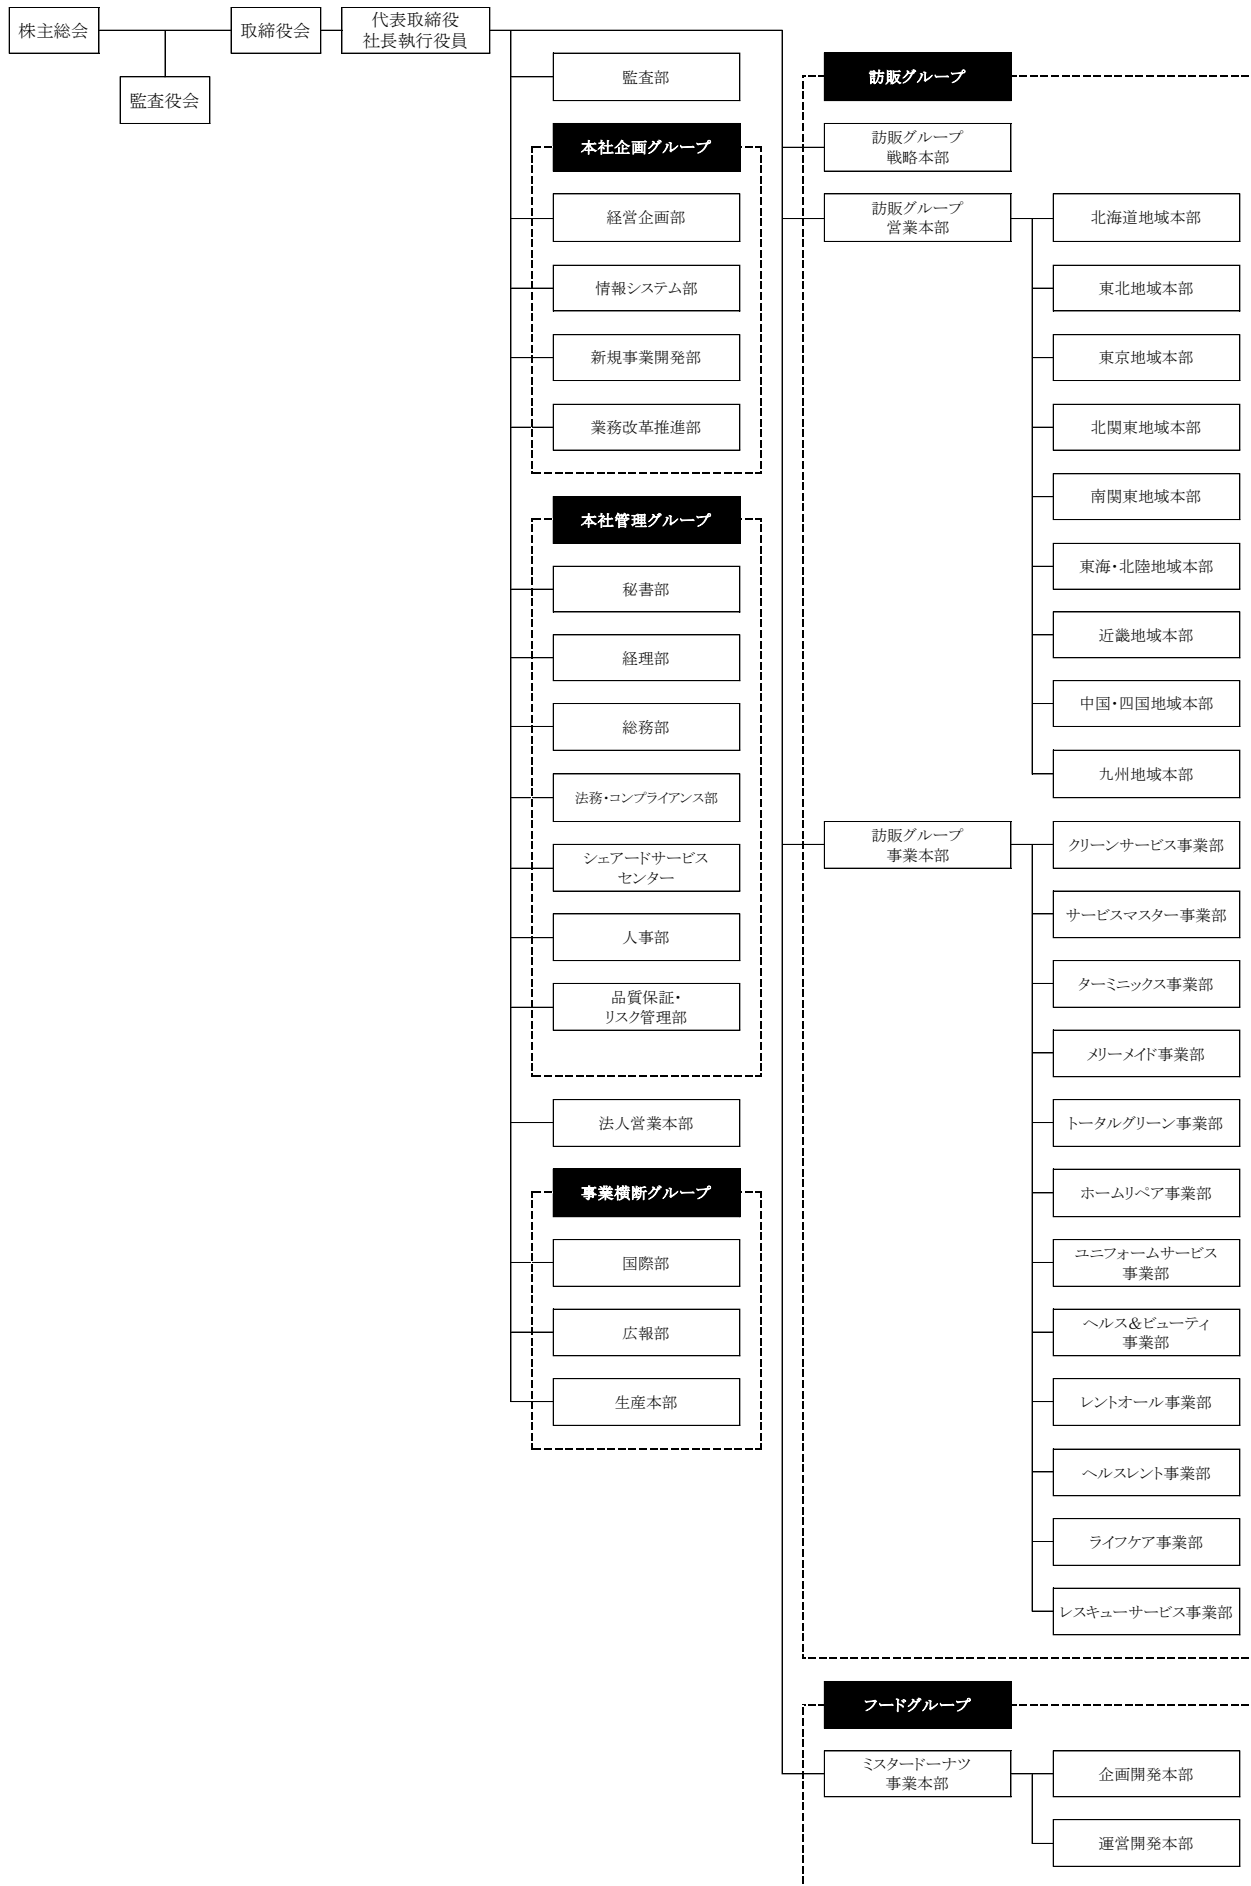 株主総会
監査役会
取締役会
代表取締役
社長執行役員
監査部
本社企画グループ
経営企画部
情報システム部
新規事業開発部
業務改革推進部
本社管理グループ
秘書部
経理部
総務部
法務・コンプライアンス部
シェアードサービス
センター
人事部
品質保証・
リスク管理部
法人営業本部
事業横断グループ
国際部
広報部
生産本部
訪販グループ
訪販グループ
戦略本部
訪販グループ
営業本部
北海道地域本部
東北地域本部
東京地域本部
北関東地域本部
南関東地域本部
東海・北陸地域本部
近畿地域本部
中国・四国地域本部
九州地域本部
訪販グループ
事業本部
クリーンサービス事業部
サービスマスター事業部
ターミニックス事業部
メリーメイド事業部
トータルグリーン事業部
ホームリペア事業部
ユニフォームサービス
事業部
ヘルス&ビューティ
事業部
レントオール事業部
ヘルスレント事業部
ライフケア事業部
レスキューサービス事業部
フードグループ
ミスタードーナツ
事業本部
企画開発本部
運営開発本部